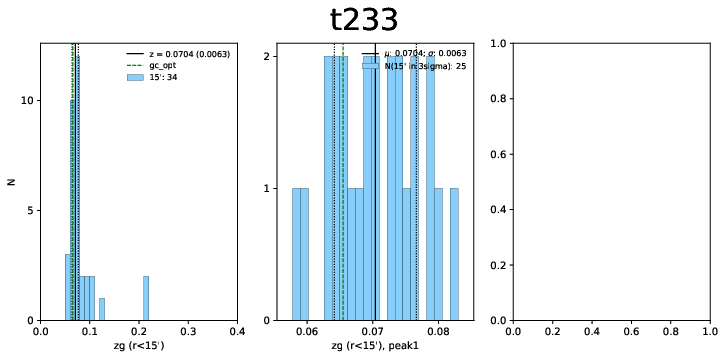 t233
z = 0.0704 (0.0063)
gc_opt
15': 34
N
10
5
0
0.0 0.1 0.2 0.3 0.4
zg (r<15')
μ: 0.0704; σ: 0.0063
N(15' in 3sigma): 25
2
1
0
0.06 0.07 0.08
zg (r<15'), peak1
1.0
0.8
0.6
0.4
0.2
0.0
0.0 0.2 0.4 0.6 0.8 1.0